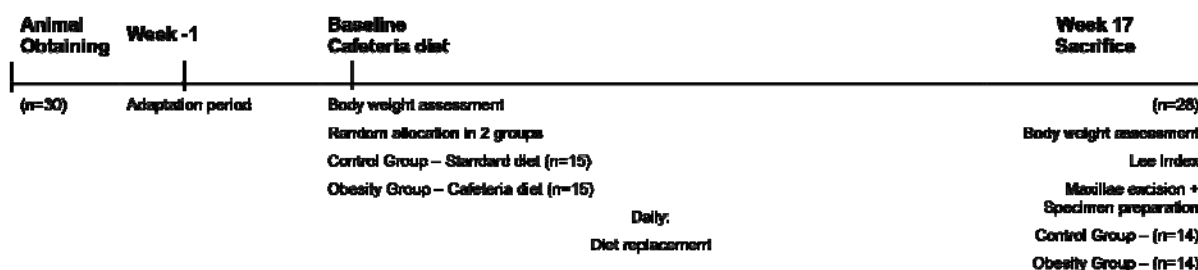 Animal
Obtaining
Week -1
Baseline
Cafeteria diet
Week 17
Sacrifice
(n=30)
Adaptation period
Body weight assessment
Random allocation in 2 groups
Control Group – Standard diet (n=15)
Obesity Group – Cafeteria diet (n=15)
Daily:
Diet replacement
(n=28)
Body weight assessment
Lee Index
Maxillae excision +
Specimen preparation
Control Group – (n=14)
Obesity Group – (n=14)